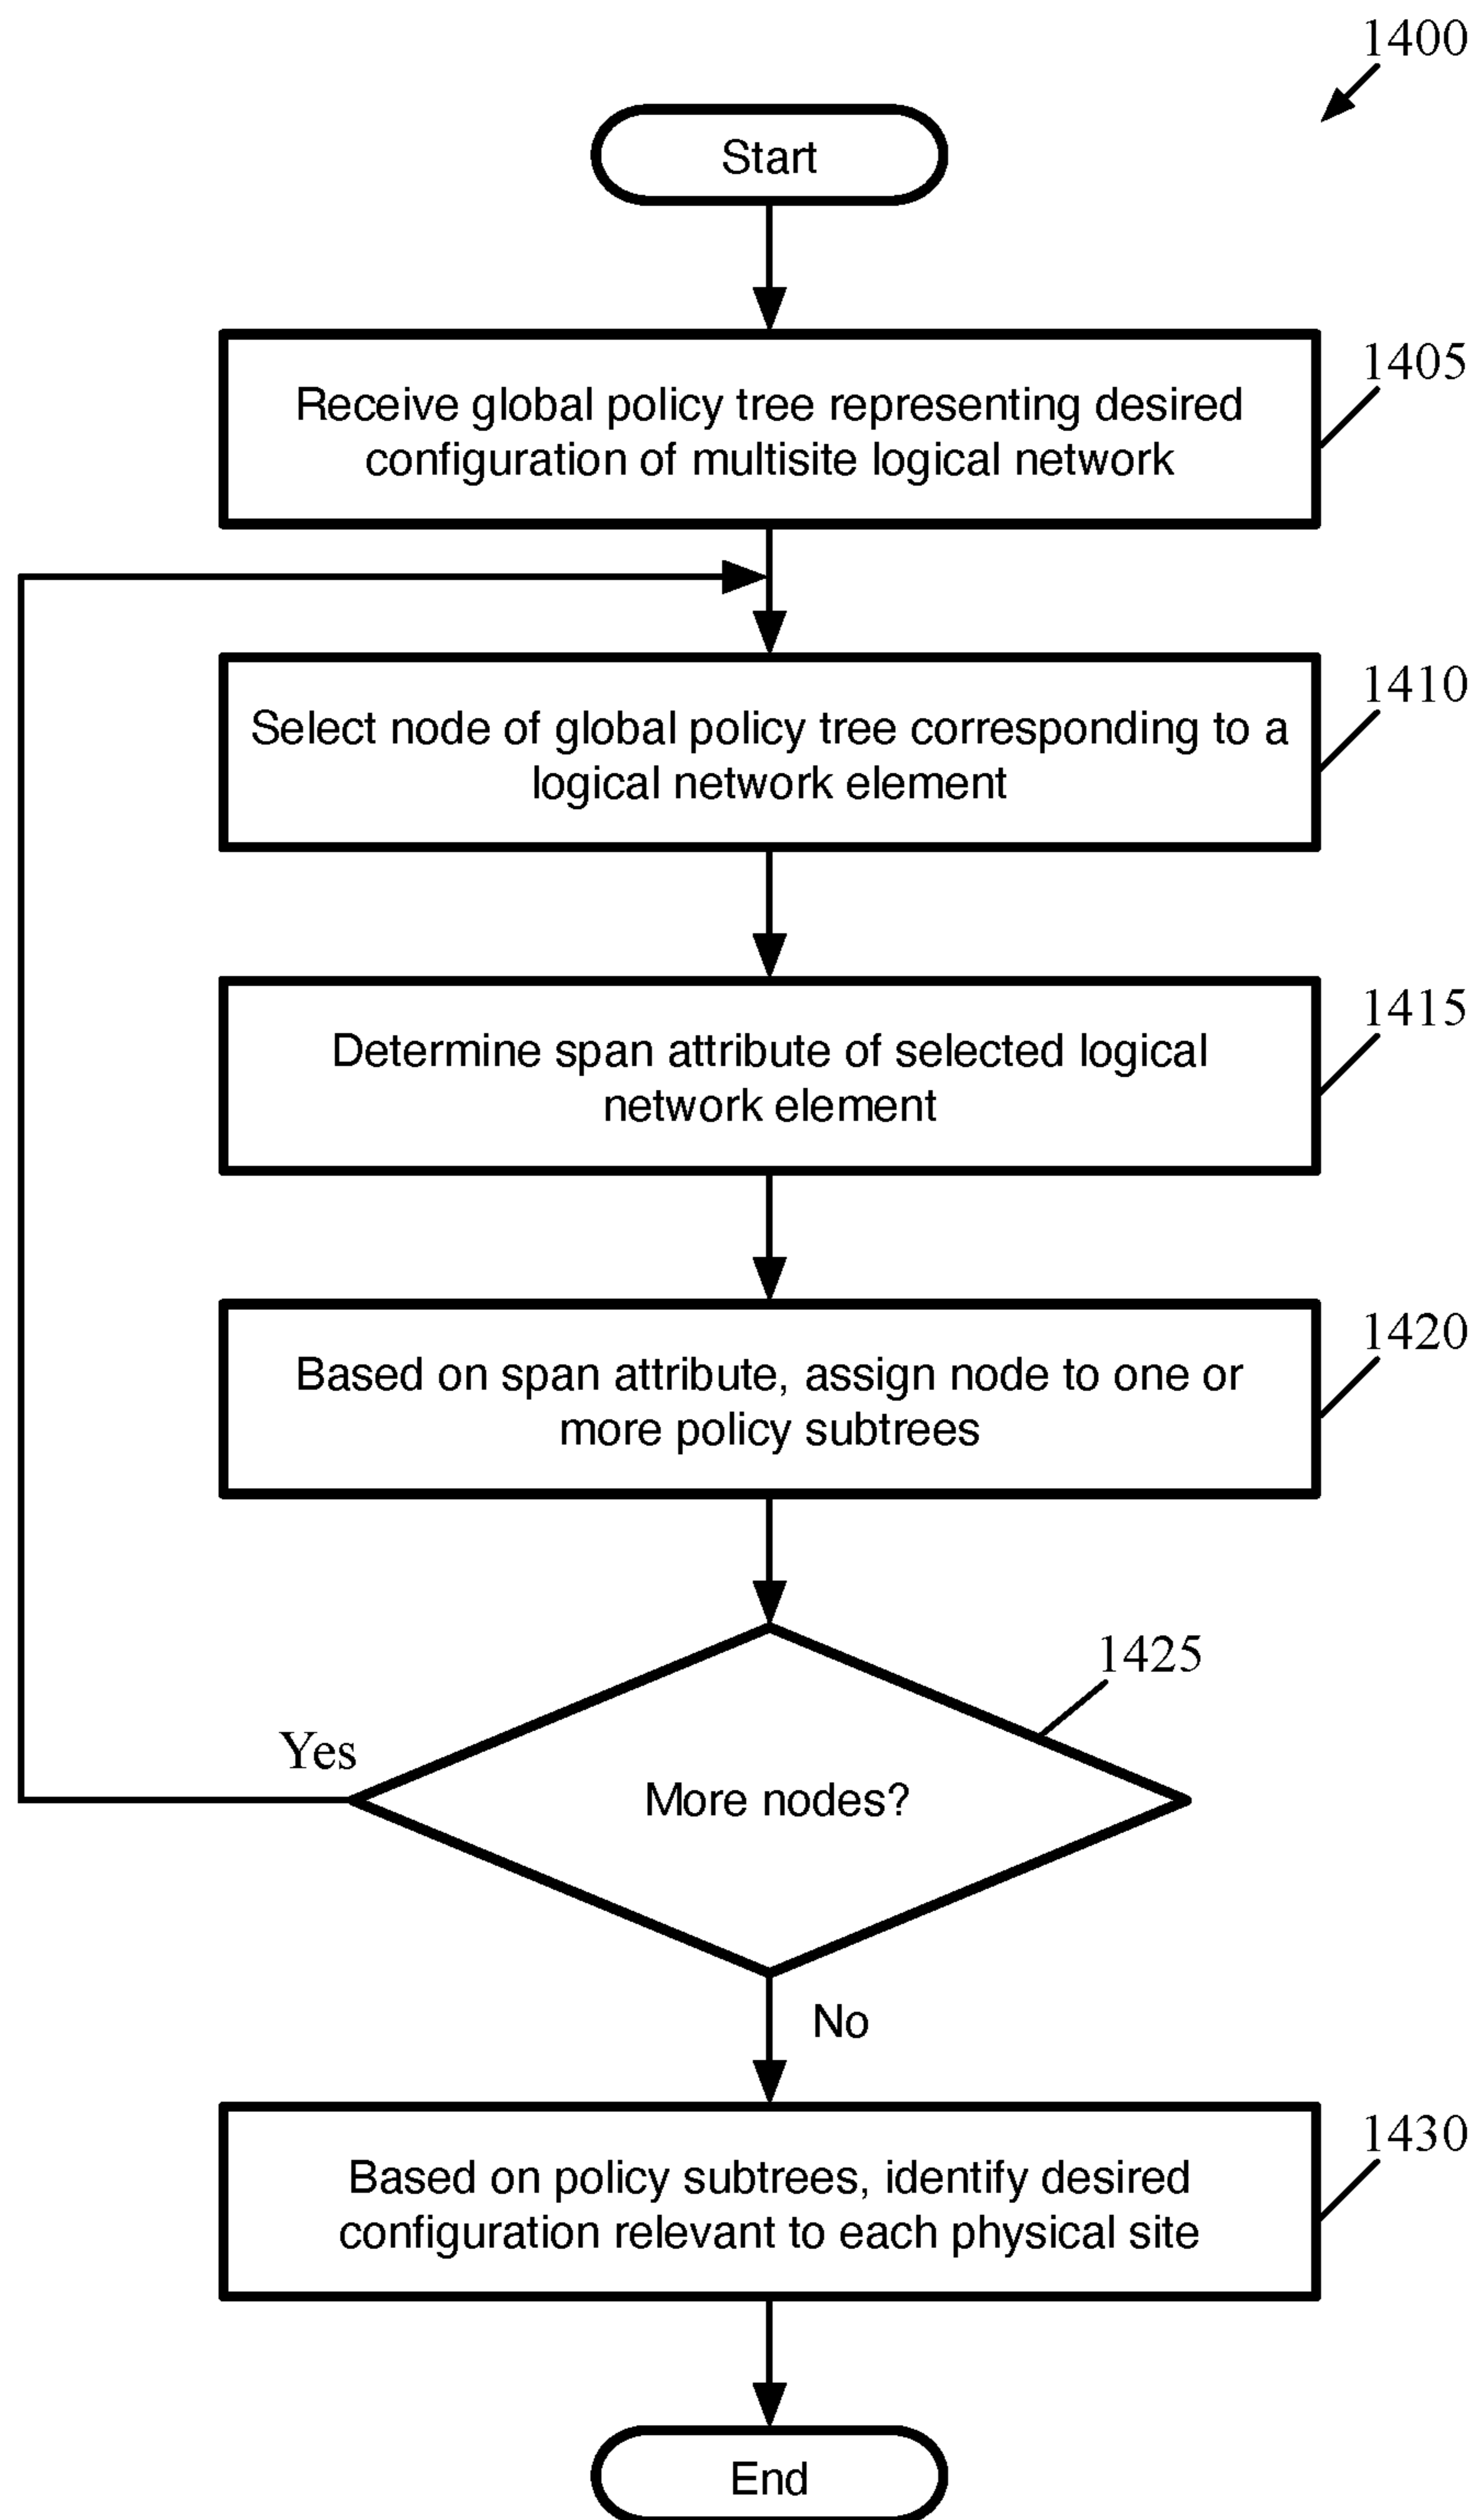 1400
Start
1405
Receive global policy tree representing desired
configuration of multisite logical network
1410
Select node of global policy tree corresponding to a
logical network element
1415
Determine span attribute of selected logical
network element
1420
Based on span attribute, assign node to one or
more policy subtrees
1425
Yes
More nodes?
No
1430
Based on policy subtrees, identify desired
configuration relevant to each physical site
End